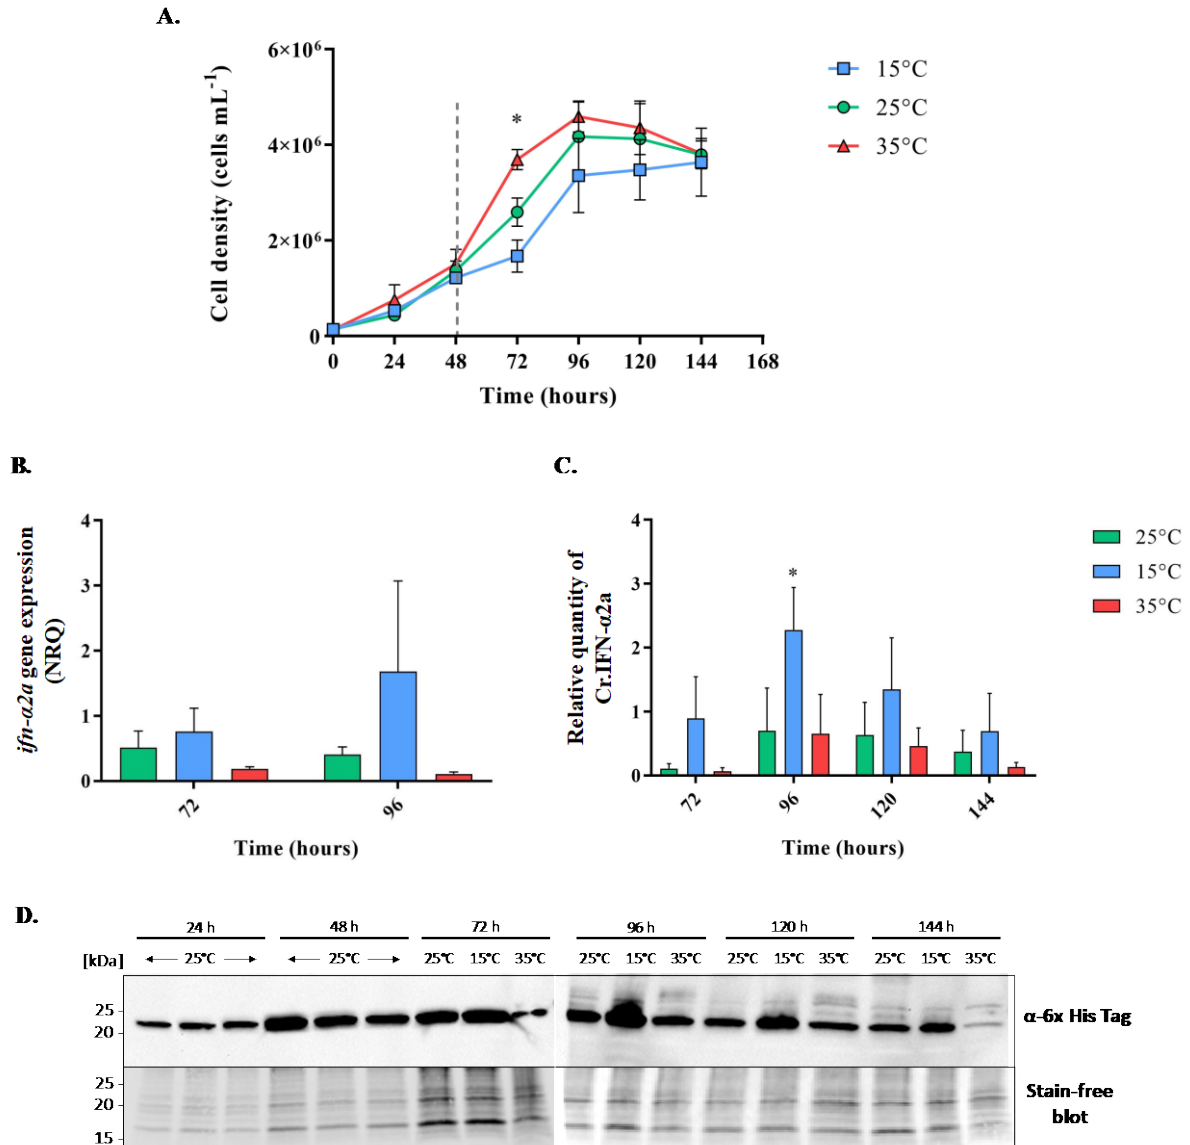 A.
6×10⁶
4×10⁶
2×10⁶
0
Cell density (cells mL⁻¹)
*
0 24 48 72 96 120 144 168
Time (hours)
15°C
25°C
35°C
B.
4
3
2
1
0
ifn-α2a gene expression
(NRQ)
72 96
Time (hours)
C.
4
3
2
1
0
Relative quantity of
Cr.IFN-α2a
*
72 96 120 144
Time (hours)
25°C
15°C
35°C
D.
24 h 48 h 72 h 96 h 120 h 144 h
[kDa] 25°C 25°C 25°C 15°C 35°C 25°C 15°C 35°C 25°C 15°C 35°C 25°C 15°C 35°C
25
20
α-6x His Tag
25
20
15
Stain-free
blot